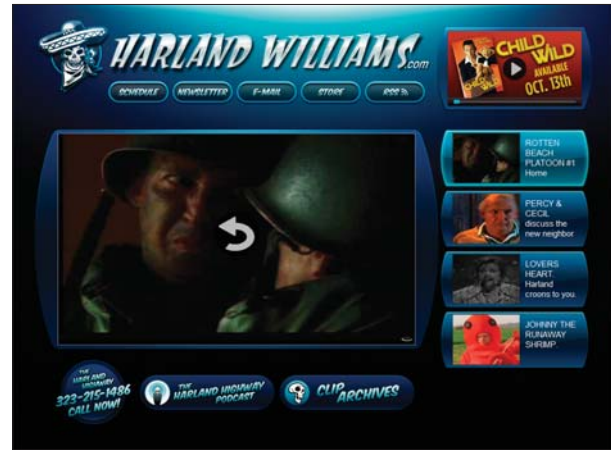 HARLAND WILLIAMS.com
SCHEDULE NEWSLETTER E-MAIL STORE RSS
CHILD
WILD
AVAILABLE
OCT. 13th
ROTTEN
BEACH
PLATOON #1
Home
PERCY &
CECIL
discuss the
new neighbor
LOVERS
HEART.
Harland
croons to you.
JOHNNY THE
RUNAWAY
SHRIMP
THE
HARLAND
HIGHWAY
323-215-1486
CALL NOW!
THE
HARLAND HIGHWAY
PODCAST
CLIP
ARCHIVES